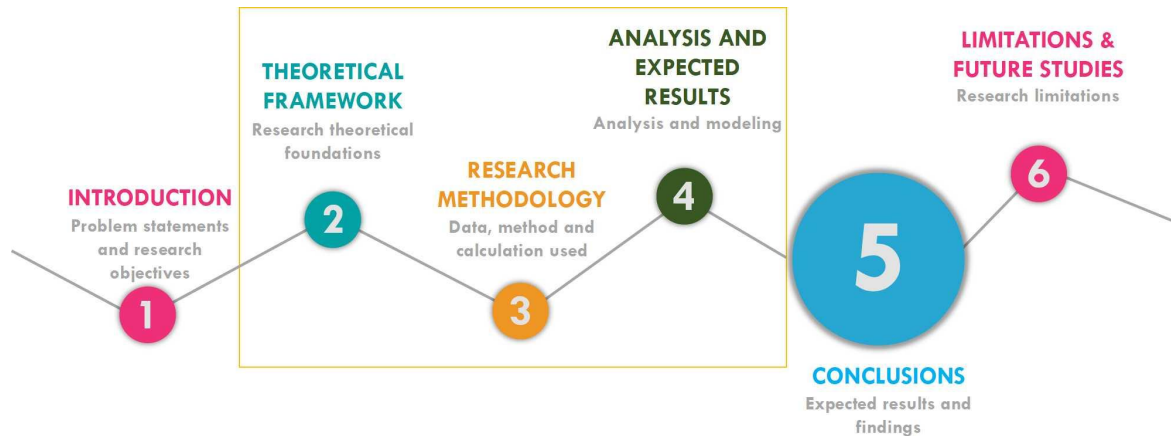 INTRODUCTION
Problem statements
and research
objectives
1
THEORETICAL
FRAMEWORK
Research theoretical
foundations
2
RESEARCH
METHODOLOGY
Data, method and
calculation used
3
ANALYSIS AND
EXPECTED
RESULTS
Analysis and modeling
4
5
CONCLUSIONS
Expected results and
findings
LIMITATIONS &
FUTURE STUDIES
Research limitations
6